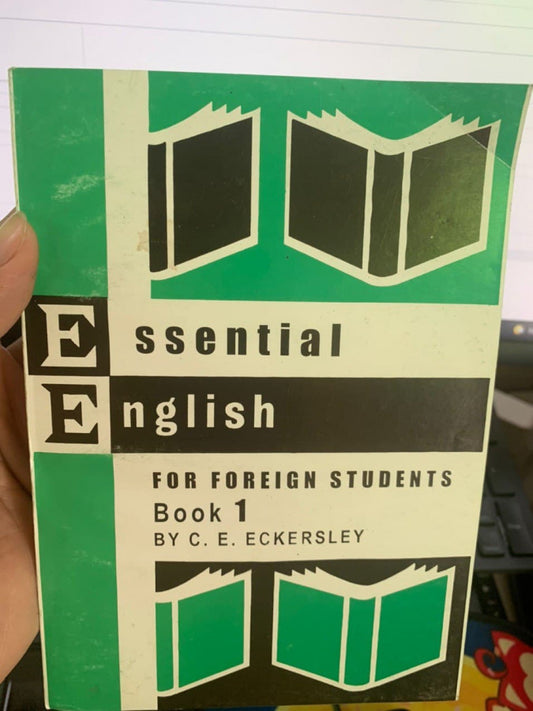 Essential
English
FOR FOREIGN STUDENTS
Book 1
BY C. E. ECKERSLEY